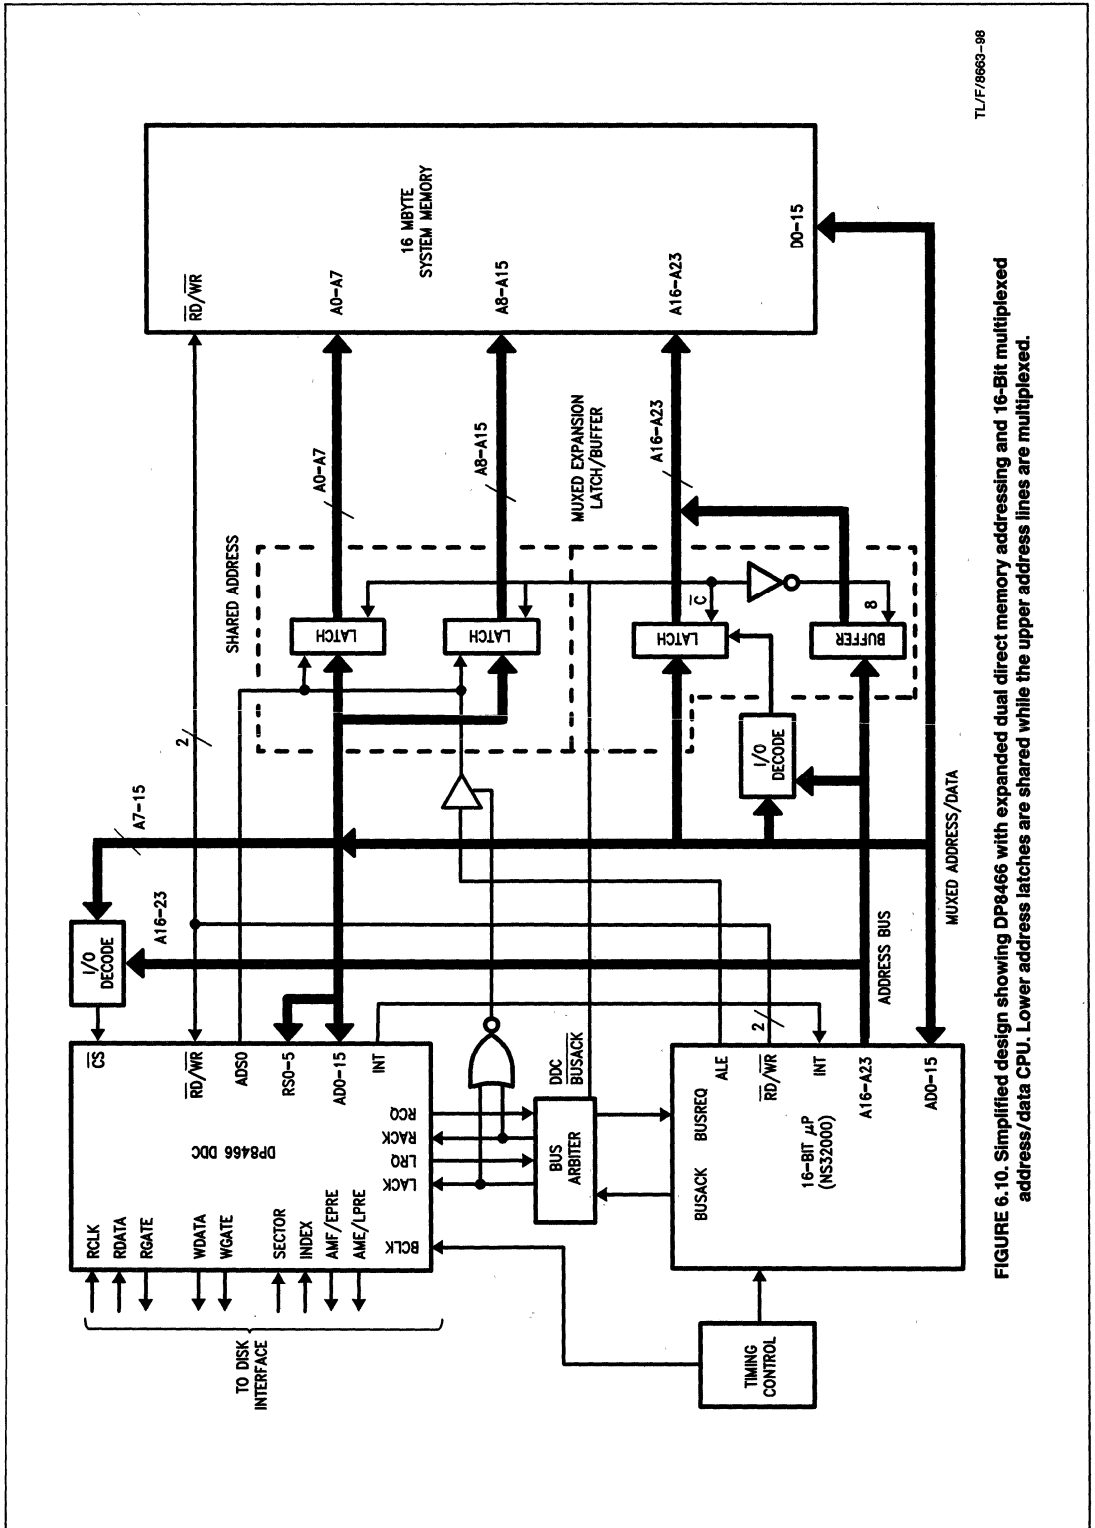 TL/F/8663-98
16 MBYTE
SYSTEM MEMORY
RD/WR
A0-A7
A8-A15
A16-A23
D0-15
SHARED ADDRESS
A0-A7
A8-A15
MUXED EXPANSION
LATCH/BUFFER
A16-A23
LATCH
LATCH
C
LATCH
8
BUFFER
2
A7-15
A16-23
I/O
DECODE
I/O
DECODE
MUXED ADDRESS/DATA
ADDRESS BUS
CS
RD/WR
ADS0
RS0-5
AD0-15
INT
DP8466 DDC
RCQ
RACK
LRQ
LACK
BCLK
RCLK
RDATA
RGATE
WDATA
WGATE
SECTOR
INDEX
AMF/EPRE
AME/LPRE
TO DISK
INTERFACE
DDC
BUSACK
BUS
ARBITER
BUSACK
BUSREQ
ALE
2
RD/WR
INT
A16-A23
AD0-15
16-BIT μP
(NS32000)
TIMING
CONTROL
FIGURE 6.10. Simplified design showing DP8466 with expanded dual direct memory addressing and 16-Bit multiplexed
address/data CPU. Lower address latches are shared while the upper address lines are multiplexed.